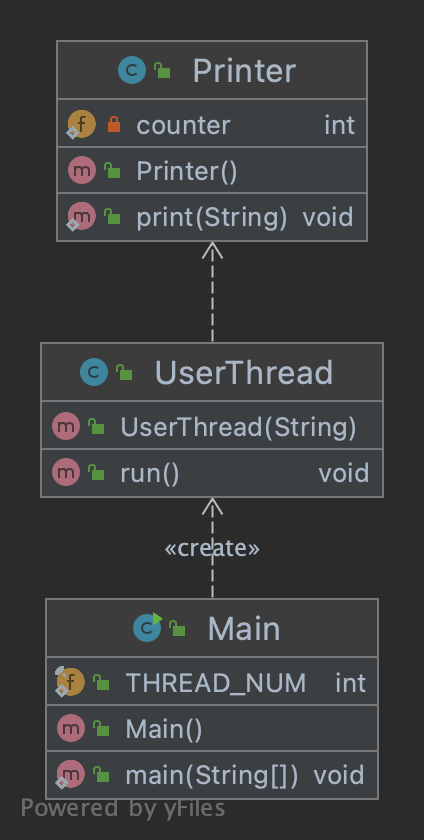 Printer
counter int
Printer()
print(String) void
UserThread
UserThread(String)
run() void
«create»
Main
THREAD_NUM int
Main()
main(String[]) void
Powered by yFiles